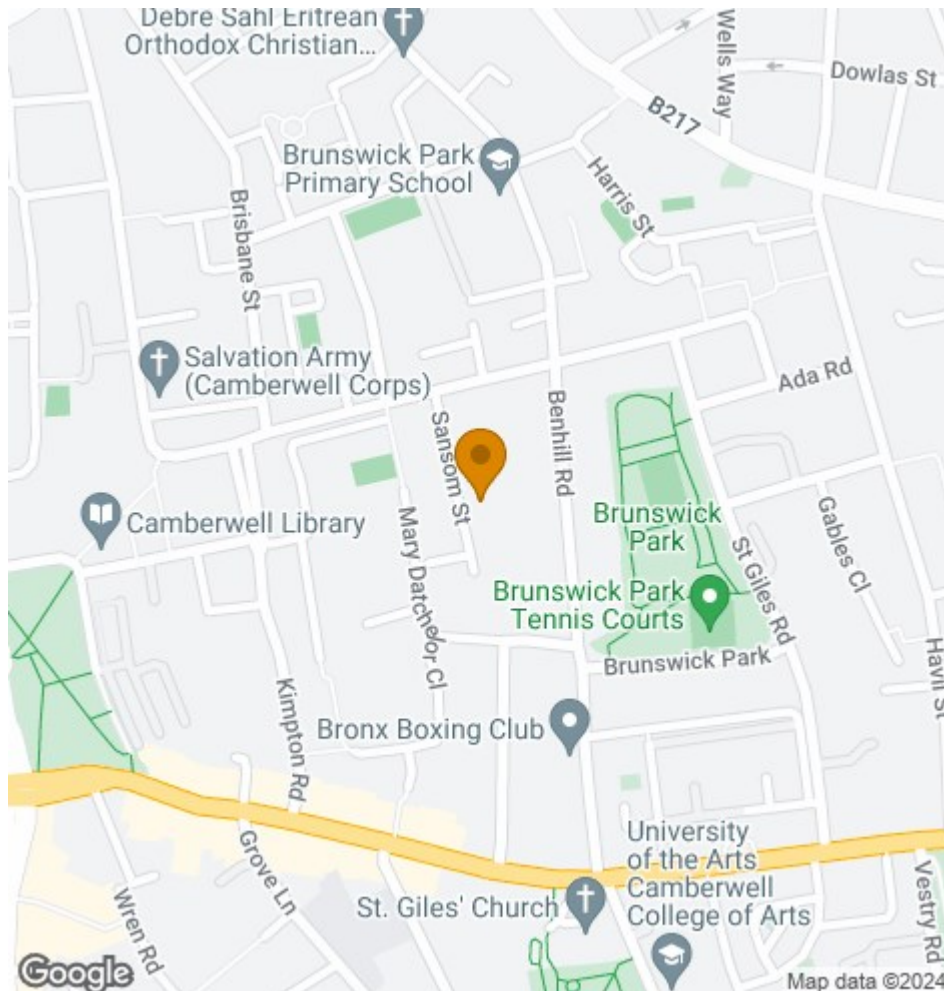 Debre Sahl Eritrean
Orthodox Christian...
Wells Way
Dowlas St
B217
Brunswick Park
Primary School
Harris St
Brisbane St
Salvation Army
(Camberwell Corps)
Ada Rd
Benhill Rd
Sansom St
Camberwell Library
Mary Datchelor Cl
Brunswick
Park
Gables Cl
St Giles Rd
Brunswick Park
Tennis Courts
Brunswick Park
Havil St
Kimpton Rd
Bronx Boxing Club
University
of the Arts
Camberwell
College of Arts
Grove Ln
St. Giles' Church
Wren Rd
Vestry Rd
Google
Map data ©2024